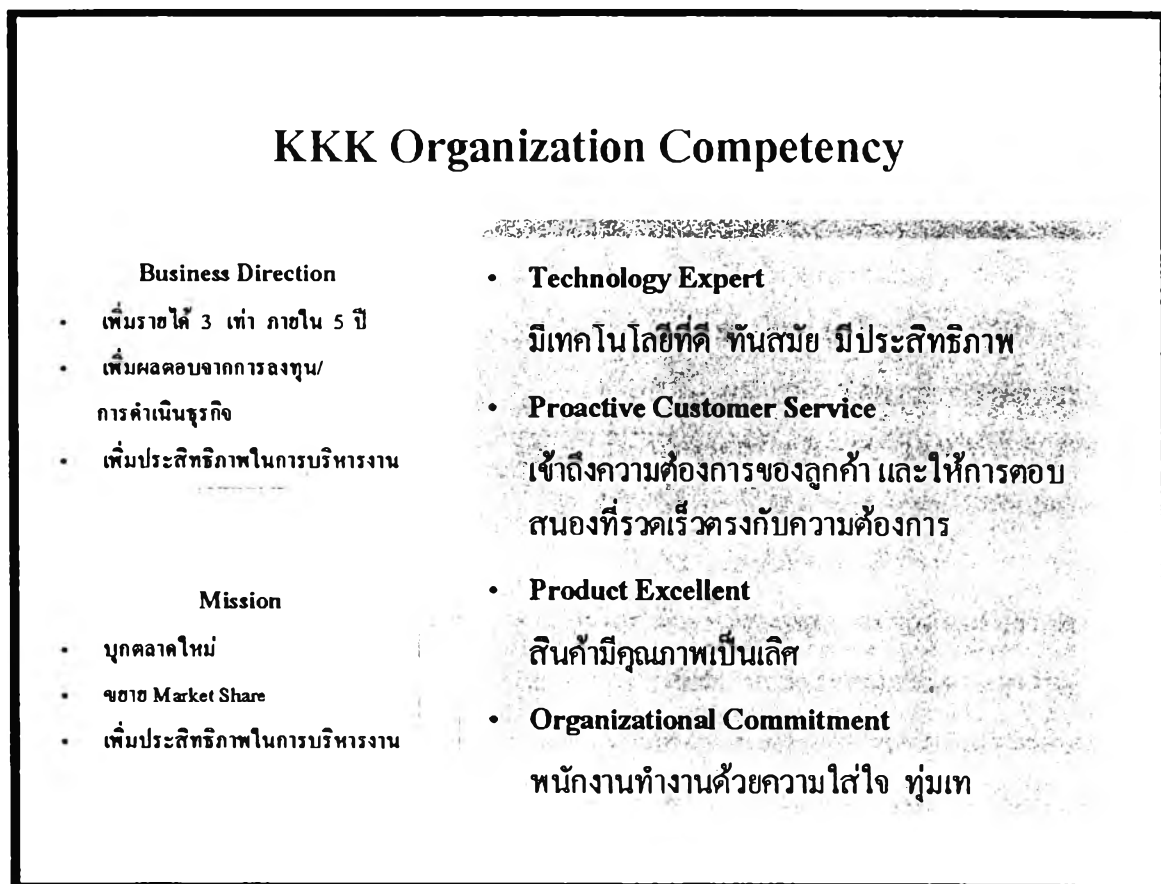 KKK Organization Competency
Business Direction
• เพิ่มรายได้ 3 เท่า ภายใน 5 ปี
• เพิ่มผลตอบจากการลงทุน/
การดำเนินธุรกิจ
• เพิ่มประสิทธิภาพในการบริหารงาน
Mission
• บุกตลาดใหม่
• ขยาย Market Share
• เพิ่มประสิทธิภาพในการบริหารงาน
• Technology Expert
มีเทคโนโลยีที่ดี ทันสมัย มีประสิทธิภาพ
• Proactive Customer Service
เข้าถึงความต้องการของลูกค้า และให้การตอบ
สนองที่รวดเร็วตรงกับความต้องการ
• Product Excellent
สินค้ามีคุณภาพเป็นเลิศ
• Organizational Commitment
พนักงานทำงานด้วยความใส่ใจ ทุ่มเท